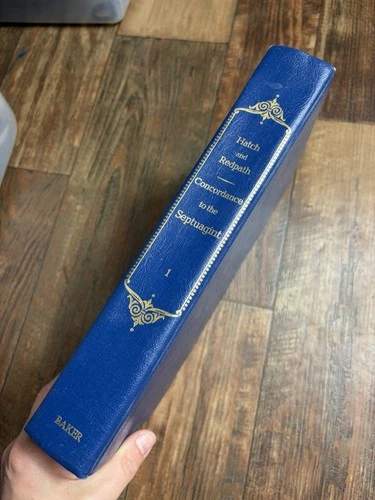 Hatch
and
Redpath
Concordance
to the
Septuagint
1
BAKER